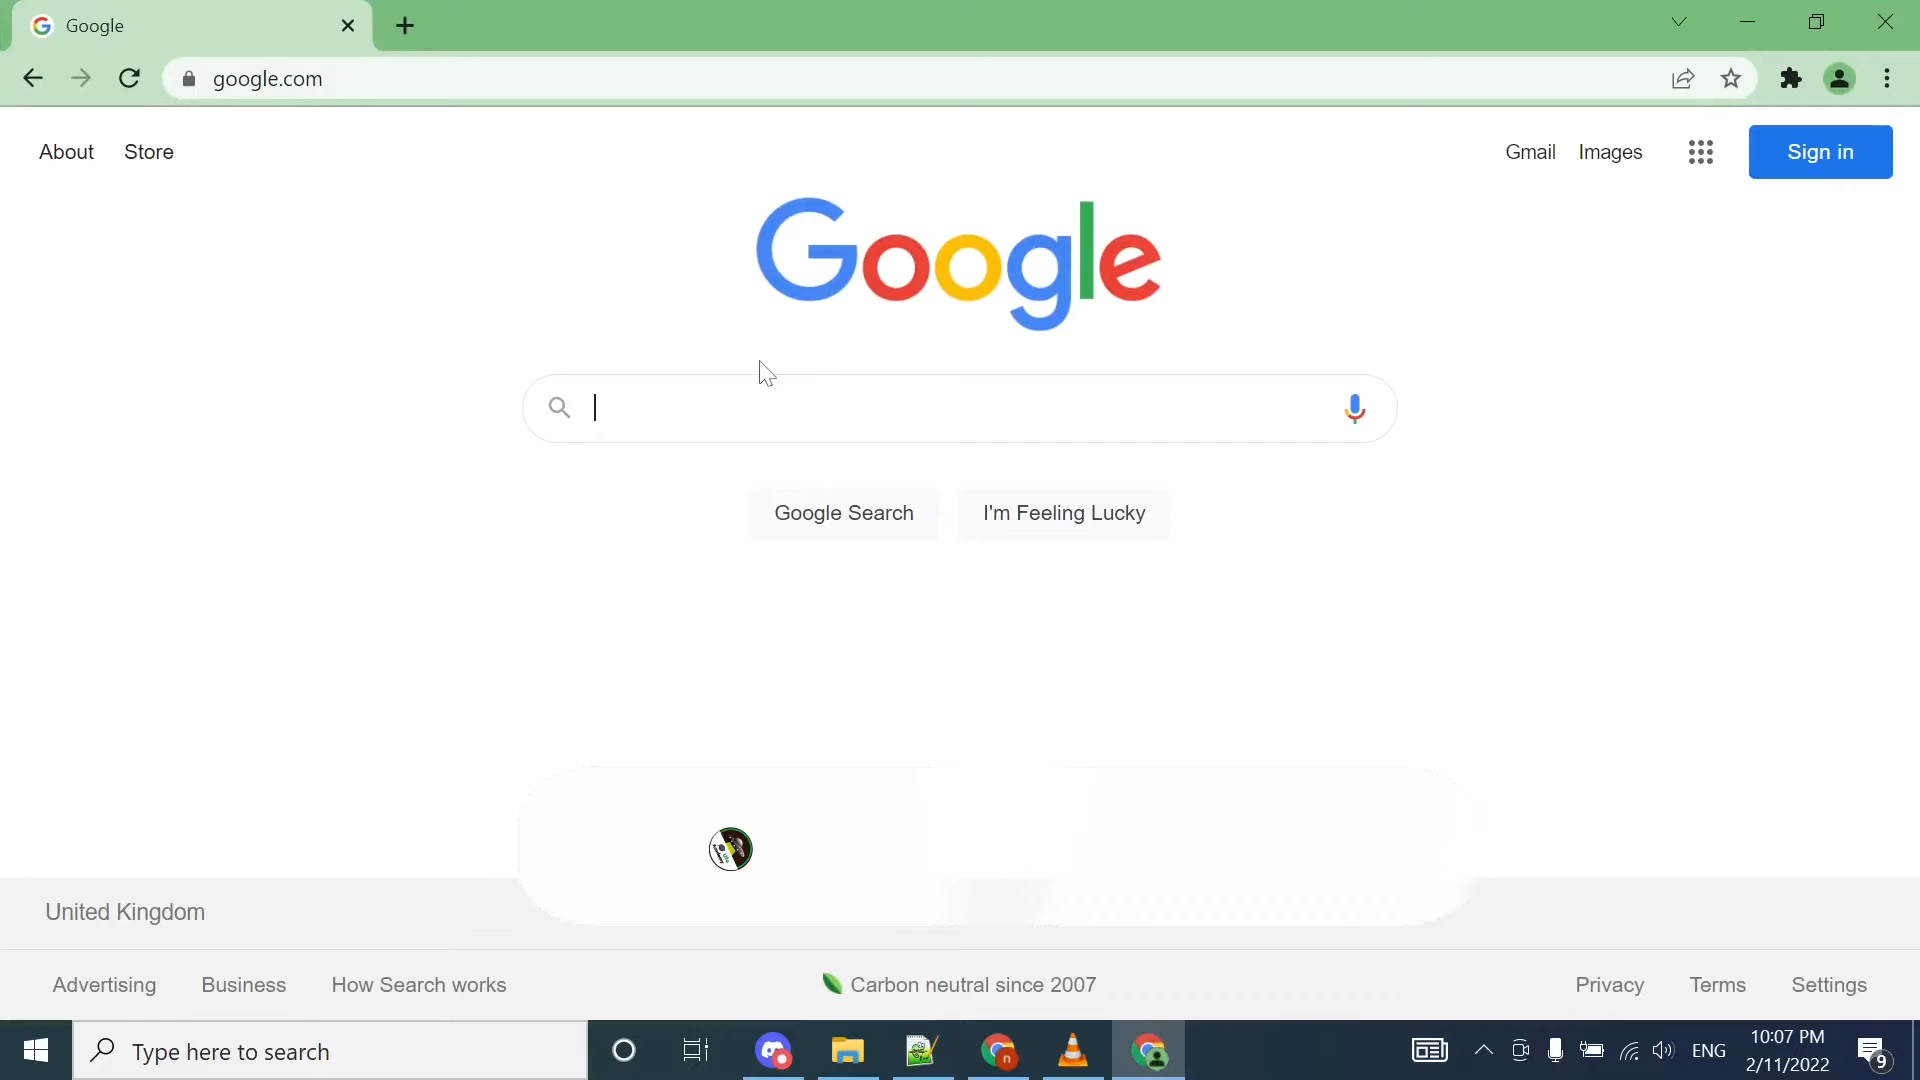 Google
google.com
About Store
Gmail Images Sign in
Google
Google Search I'm Feeling Lucky
United Kingdom
Advertising Business How Search works
Carbon neutral since 2007
Privacy Terms Settings
Type here to search
n
ENG
10:07 PM
2/11/2022
9